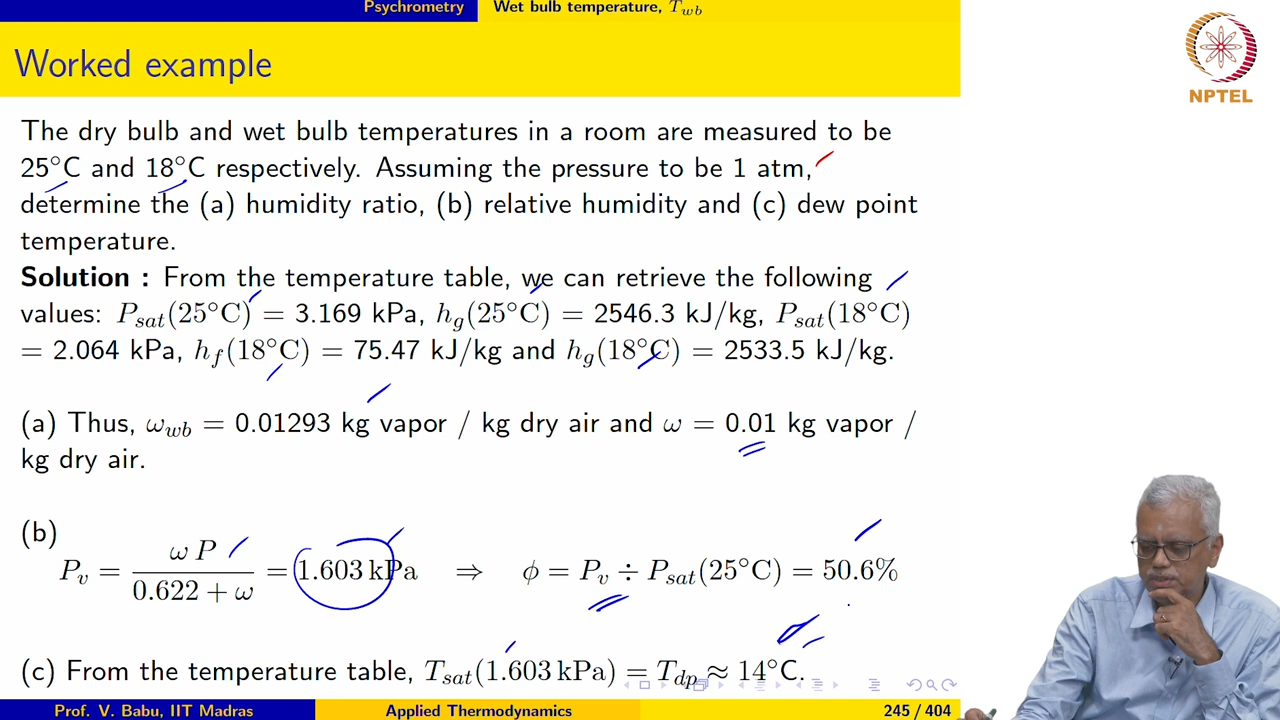 Psychrometry Wet bulb temperature, T_wb
Worked example
NPTEL
The dry bulb and wet bulb temperatures in a room are measured to be
25°C and 18°C respectively. Assuming the pressure to be 1 atm,
determine the (a) humidity ratio, (b) relative humidity and (c) dew point
temperature.
Solution : From the temperature table, we can retrieve the following
values: P_sat(25°C) = 3.169 kPa, h_g(25°C) = 2546.3 kJ/kg, P_sat(18°C)
= 2.064 kPa, h_f(18°C) = 75.47 kJ/kg and h_g(18°C) = 2533.5 kJ/kg.
(a) Thus, ω_wb = 0.01293 kg vapor / kg dry air and ω = 0.01 kg vapor /
kg dry air.
(b)
P_v = ω P / 0.622 + ω = 1.603 kPa ⇒ φ = P_v ÷ P_sat(25°C) = 50.6%
(c) From the temperature table, T_sat(1.603 kPa) = T_dp ≈ 14°C.
Prof. V. Babu, IIT Madras Applied Thermodynamics 245 / 404